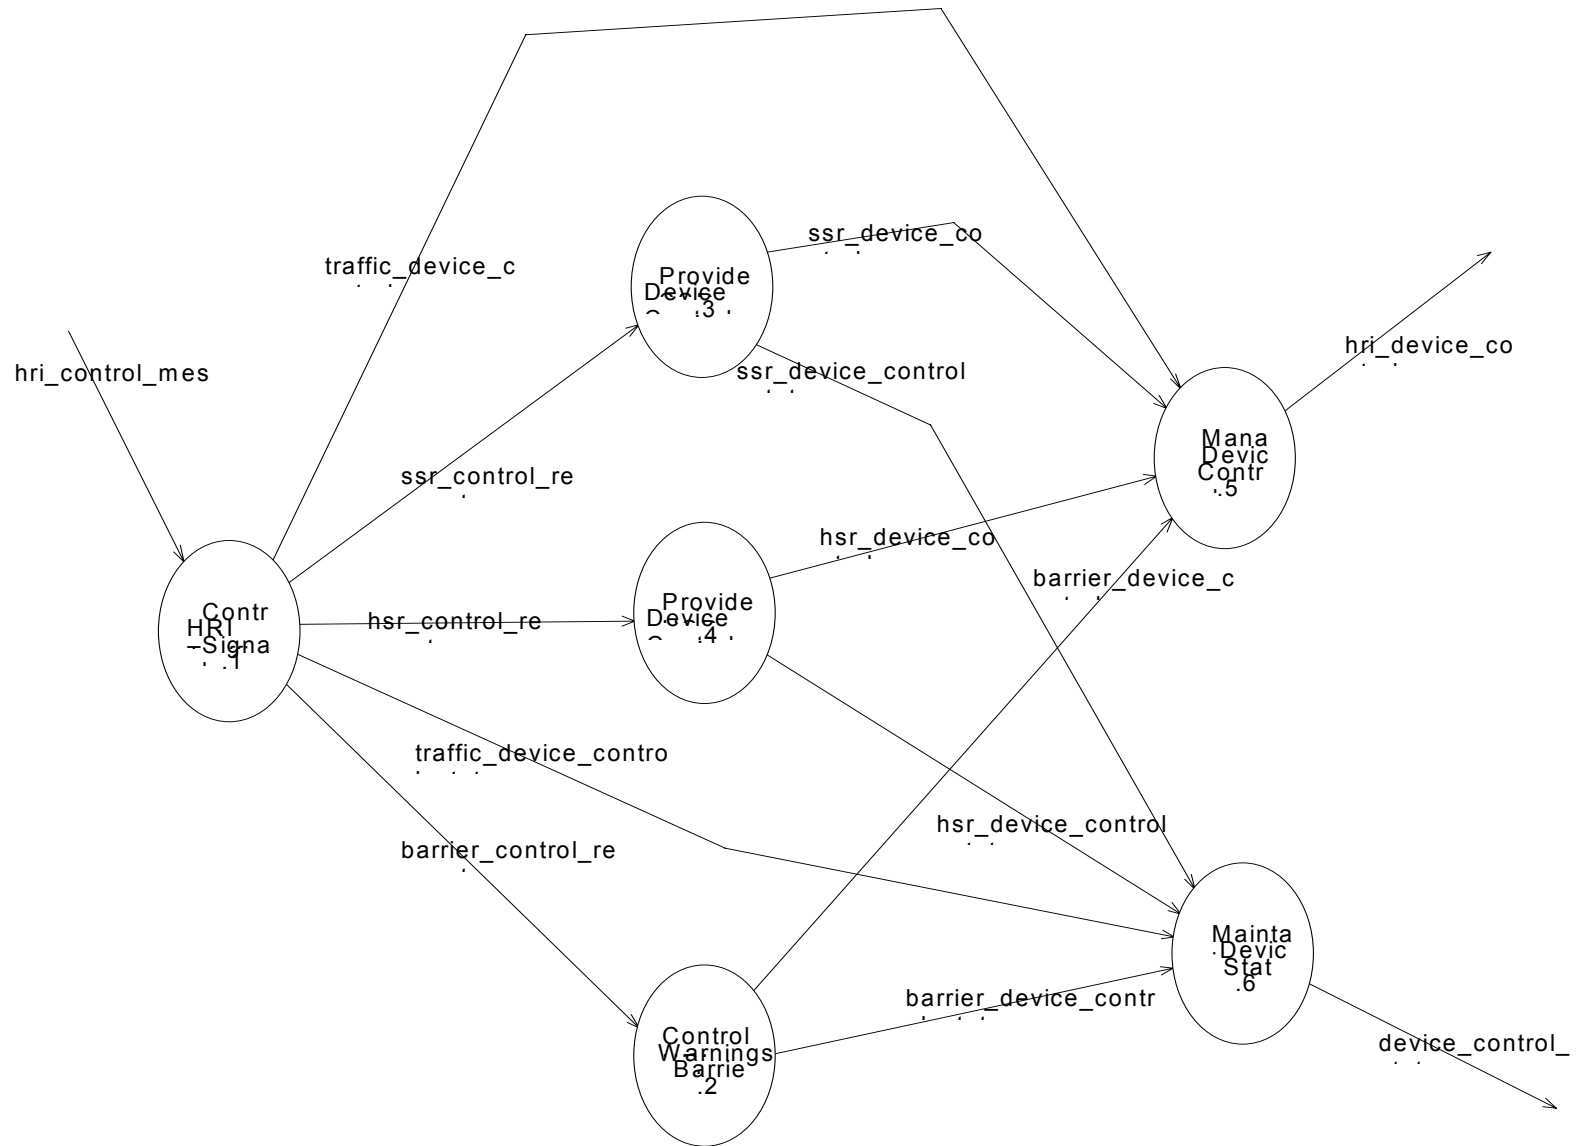 traffic_device_c
ssr_device_co
Provide
Device
.3
hri_control_mes
ssr_device_control
hri_device_co
ssr_control_re
Mana
Devic
Contr
.5
hsr_device_co
barrier_device_c
Contr
HRI
Signa
.1
hsr_control_re
Provide
Device
.4
traffic_device_contro
hsr_device_control
barrier_control_re
Mainta
Devic
Stat
.6
barrier_device_contr
Control
Warnings
Barrie
.2
device_control_